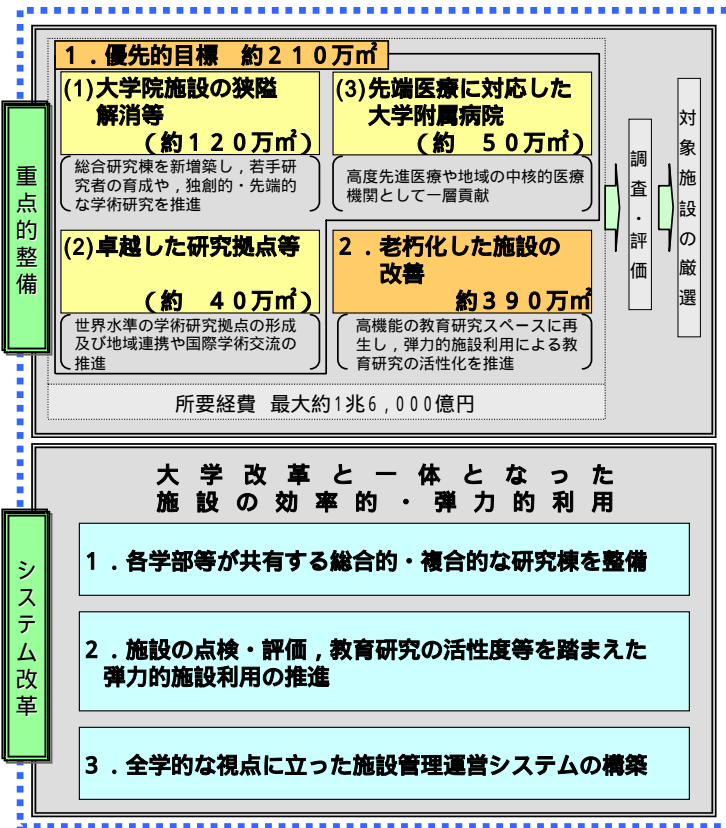 重点的整備
1．優先的目標　約210万㎡
(1)大学院施設の狭隘
解消等
（約120万㎡）
総合研究棟を新増築し，若手研
究者の育成や，独創的・先端的
な学術研究を推進
(3)先端医療に対応した
大学附属病院
（約　50万㎡）
高度先進医療や地域の中核的医療
機関として一層貢献
(2)卓越した研究拠点等
（約　40万㎡）
世界水準の学術研究拠点の形成
及び地域連携や国際学術交流の
推進
2．老朽化した施設の
改善
約390万㎡
高機能の教育研究スペースに再
生し，弾力的施設利用による教
育研究の活性化を推進
調査・評価
対象施設の厳選
所要経費 最大約1兆6,000億円
システム改革
大学改革と一体となった
施設の効率的・弾力的利用
1．各学部等が共有する総合的・複合的な研究棟を整備
2．施設の点検・評価，教育研究の活性度等を踏まえた
弾力的施設利用の推進
3．全学的な視点に立った施設管理運営システムの構築